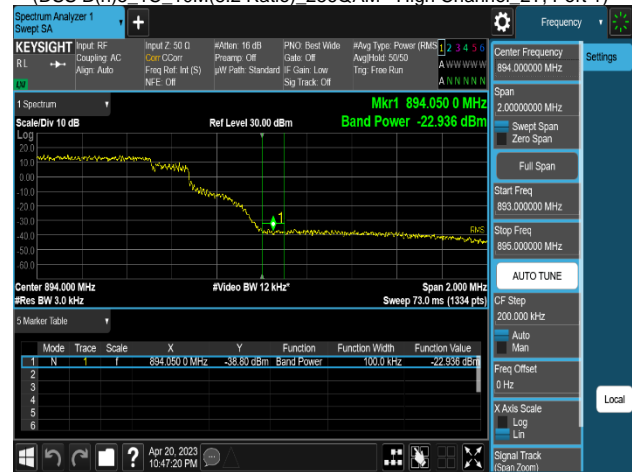 Spectrum Analyzer 1
Swept SA
Frequency
KEYSIGHT
RL
Input: RF
Coupling: AC
Align: Auto
Input Z: 50 Ω
Corr CCorr
Freq Ref: Int (S)
NFE: Off
#Atten: 16 dB
Preamp: Off
µW Path: Standard
PNO: Best Wide
Gate: Off
IF Gain: Low
Sig Track: Off
#Avg Type: Power (RMS
Avg|Hold: 50/50
Trig: Free Run
1 2 3 4 5 6
A W W W W W
A N N N N N
Center Frequency
894.000000 MHz
Settings
Span
2.00000000 MHz
Swept Span
Zero Span
Full Span
Start Freq
893.000000 MHz
Stop Freq
895.000000 MHz
AUTO TUNE
CF Step
200.000 kHz
Auto
Man
Freq Offset
0 Hz
X Axis Scale
Log
Lin
Local
Signal Track
(Span Zoom)
1 Spectrum
Scale/Div 10 dB
Ref Level 30.00 dBm
Mkr1 894.050 0 MHz
Band Power -22.936 dBm
Log
20.0
10.0
0.00
-10.0
-20.0
-30.0
-40.0
-50.0
-60.0
1
RMS
Center 894.000 MHz
#Res BW 3.0 kHz
#Video BW 12 kHz*
Span 2.000 MHz
Sweep 73.0 ms (1334 pts)
5 Marker Table
Mode Trace Scale X Y Function Function Width Function Value
1 N 1 f 894.050 0 MHz -38.80 dBm Band Power 100.0 kHz -22.936 dBm
2
3
4
5
6
Apr 20, 2023
10:47:20 PM